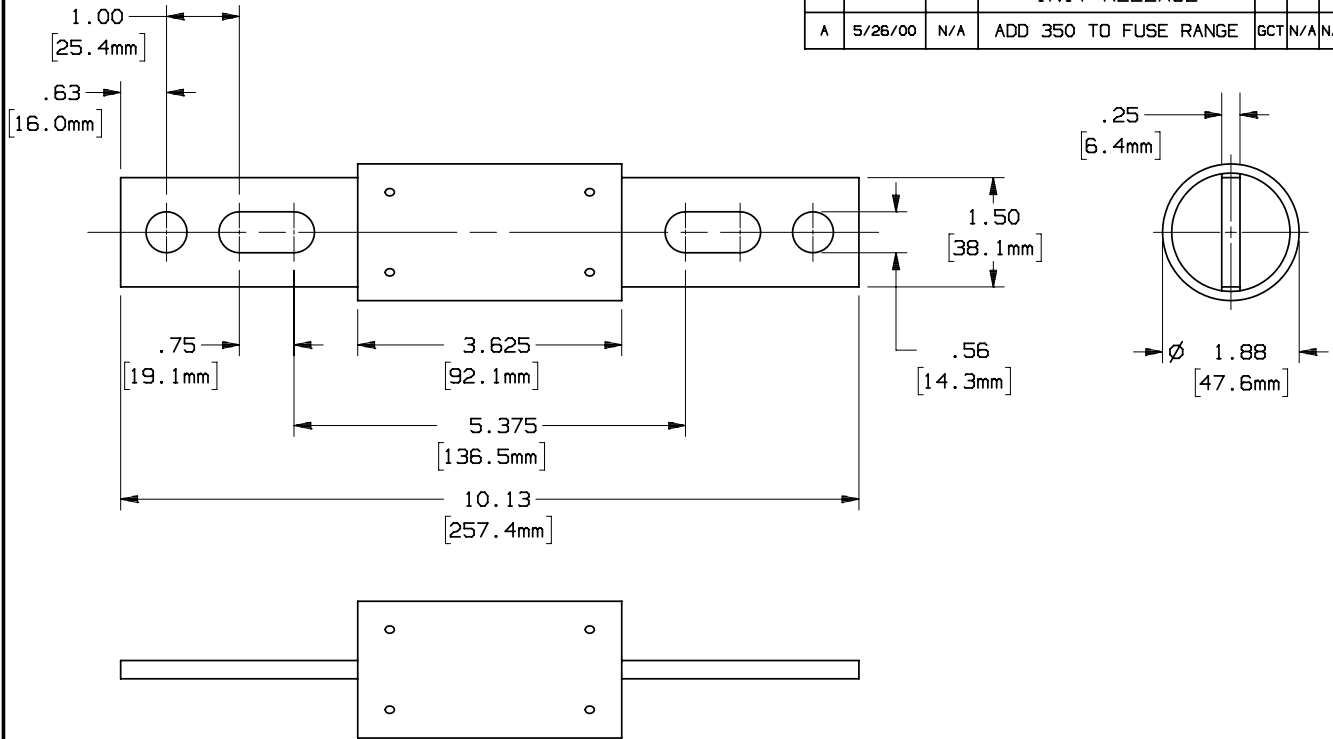 A 5/26/00 N/A ADD 350 TO FUSE RANGE GCT N/A
1.00
[25.4mm]
.63
[16.0mm]
.25
[6.4mm]
1.50
[38.1mm]
.75
[19.1mm]
3.625
[92.1mm]
.56
[14.3mm]
Ø 1.88
[47.6mm]
5.375
[136.5mm]
10.13
[257.4mm]